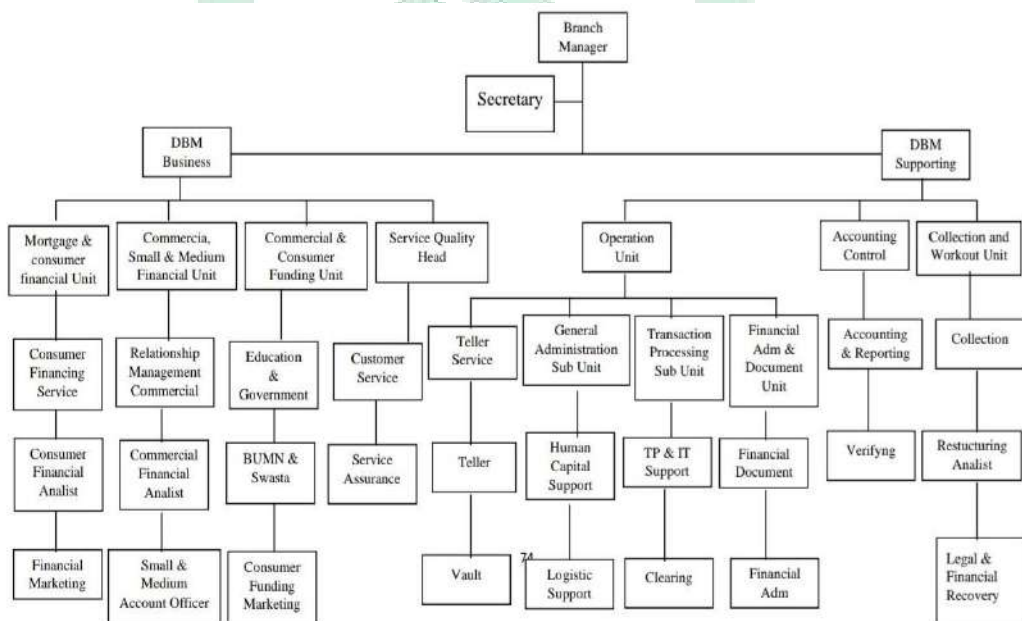 Branch
Manager
Secretary
DBM
Business
DBM
Supporting
Mortgage &
consumer
financial Unit
Commercia,
Small & Medium
Financial Unit
Commercial &
Consumer
Funding Unit
Service Quality
Head
Operation
Unit
Accounting
Control
Collection and
Workout Unit
Teller
Service
General
Administration
Sub Unit
Transaction
Processing
Sub Unit
Financial
Adm &
Document
Unit
Consumer
Financing
Service
Relationship
Management
Commercial
Education
&
Government
Customer
Service
Accounting
& Reporting
Collection
Consumer
Financial
Analist
Commercial
Financial
Analist
BUMN &
Swasta
Service
Assurance
Teller
Human
Capital
Support
TP & IT
Support
Financial
Document
Verifyng
Restucturing
Analist
Financial
Marketing
Small &
Medium
Account Officer
Consumer
Funding
Marketing
Vault
74
Logistic
Support
Clearing
Financial
Adm
Legal &
Financial
Recovery